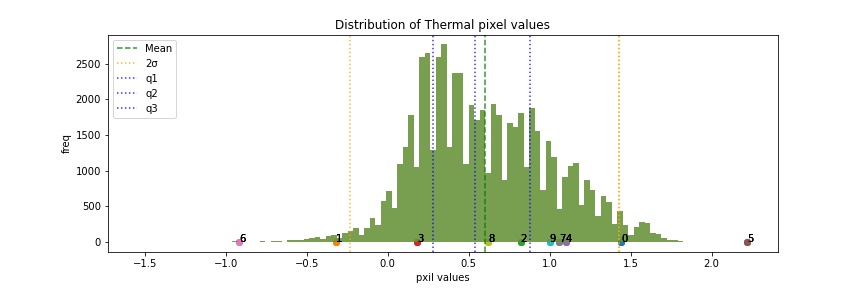 Distribution of Thermal pixel values
Mean
2σ
q1
q2
q3
freq
2500
2000
1500
1000
500
0
6 1 3 8 2 9 7 4 0 5
−1.5 −1.0 −0.5 0.0 0.5 1.0 1.5 2.0
pxil values